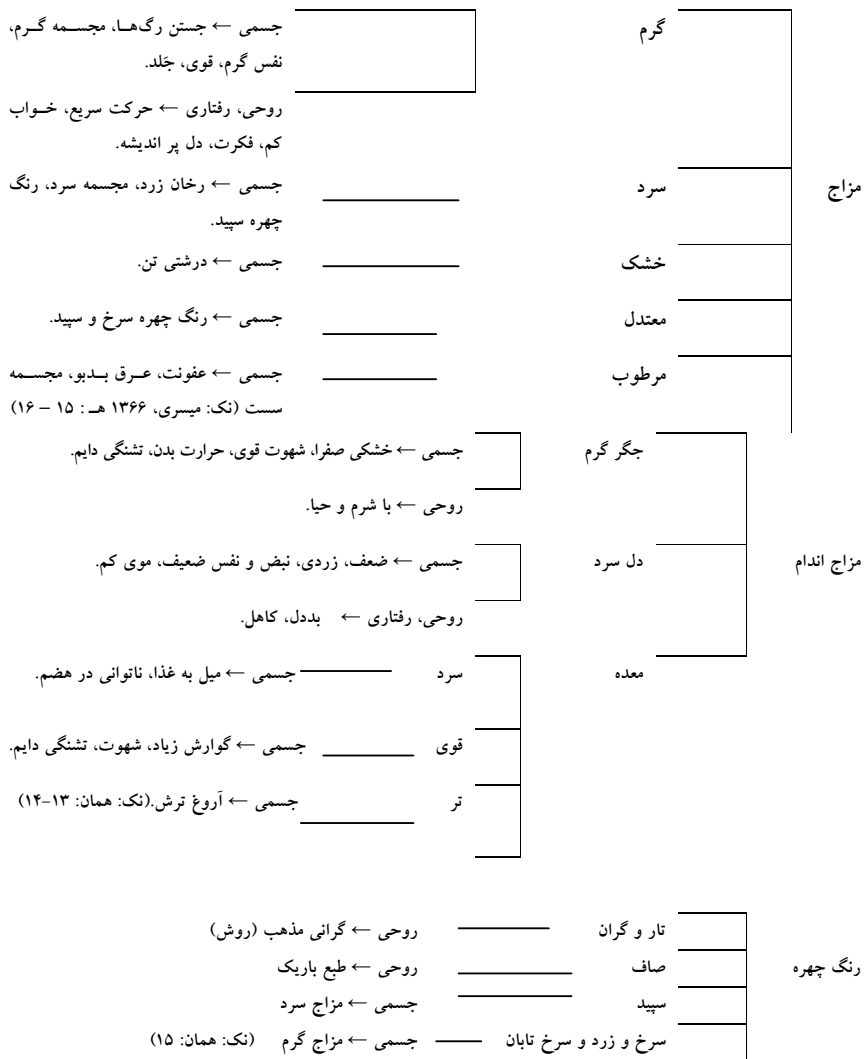 گرم جسمی ← جستن رگ‌هـا، مجسـمه گـرم،
نفس گرم، قوی، جَلد.
روحی، رفتاری ← حرکت سریع، خـواب
کم، فکرت، دل پر اندیشه.
مزاج سرد جسمی ← رخان زرد، مجسمه سرد، رنگ
چهره سپید.
خشک جسمی ← درشتی تن.
معتدل جسمی ← رنگ چهره سرخ و سپید.
مرطوب جسمی ← عفونت، عـرق بـدبو، مجسـمه
سست (نک: میسری، ۱۳۶۶ هـ : ۱۵ – ۱۶)
جگر گرم جسمی ← خشکی صفرا، شهوت قوی، حرارت بدن، تشنگی دایم.
روحی ← با شرم و حیا.
مزاج اندام دل سرد جسمی ← ضعف، زردی، نبض و نفس ضعیف، موی کم.
روحی، رفتاری ← بددل، کاهل.
معده سرد جسمی ← میل به غذا، ناتوانی در هضم.
قوی جسمی ← گوارش زیاد، شهوت، تشنگی دایم.
تر جسمی ← آروغ ترش.(نک: همان: ۱۳-۱۴)
تار و گران روحی ← گرانی مذهب (روش)
رنگ چهره صاف روحی ← طبع باریک
سپید جسمی ← مزاج سرد
سرخ و زرد و سرخ تابان جسمی ← مزاج گرم (نک: همان: ۱۵)